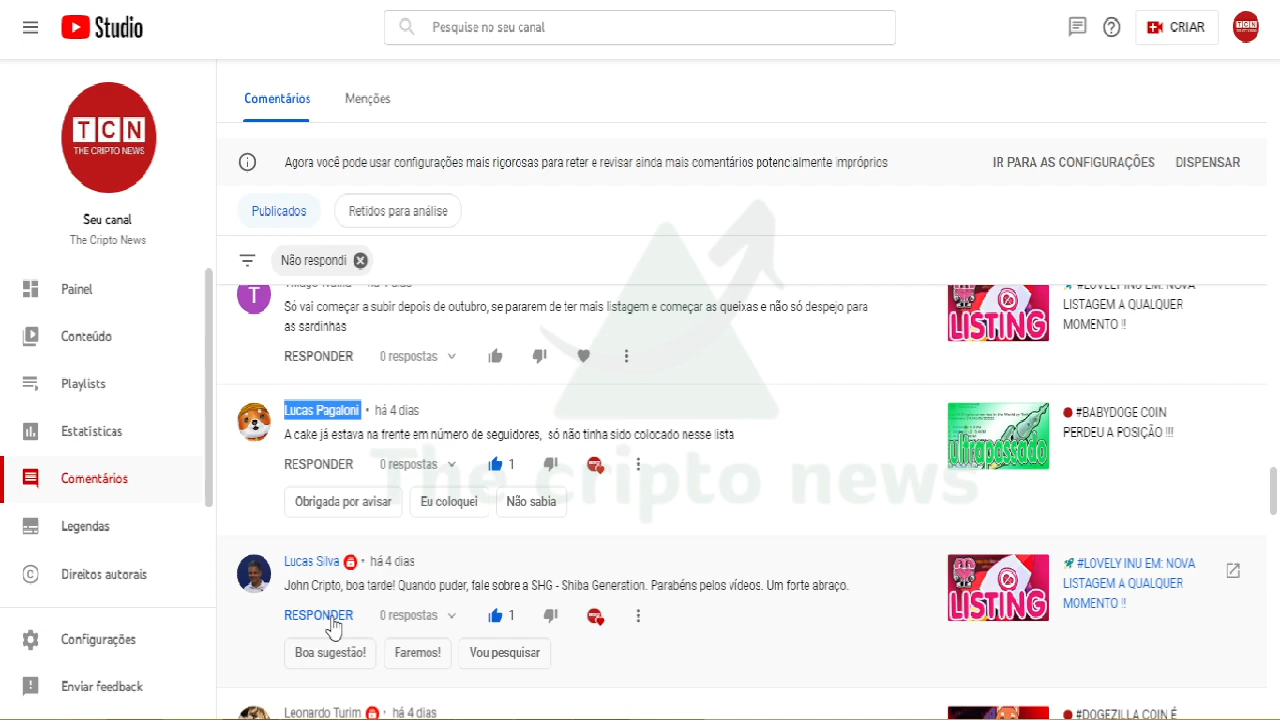 Studio
Pesquise no seu canal
CRIAR
TCN
TCN
THE CRIPTO NEWS
Seu canal
The Cripto News
Painel
Conteúdo
Playlists
Estatísticas
Comentários
Legendas
Direitos autorais
Configurações
Enviar feedback
Comentários Menções
Agora você pode usar configurações mais rigorosas para reter e revisar ainda mais comentários potencialmente impróprios
IR PARA AS CONFIGURAÇÕES DISPENSAR
Publicados Retidos para análise
Não respondi
T
Só vai começar a subir depois de outubro, se pararem de ter mais listagem e começar as queixas e não só despejo para
as sardinhas
RESPONDER 0 respostas
LISTING
#LOVELY INU EM: NOVA
LISTAGEM A QUALQUER
MOMENTO !!
Lucas Pagaloni • há 4 dias
A cake já estava na frente em número de seguidores, só não tinha sido colocado nesse lista
RESPONDER 0 respostas 1
Obrigada por avisar Eu coloquei Não sabia
ultrapassado
#BABYDOGE COIN
PERDEU A POSIÇÃO !!!
The cripto news
Lucas Silva • há 4 dias
John Cripto, boa tarde! Quando puder, fale sobre a SHG - Shiba Generation. Parabéns pelos vídeos. Um forte abraço.
RESPONDER 0 respostas 1
Boa sugestão! Faremos! Vou pesquisar
LISTING
#LOVELY INU EM: NOVA
LISTAGEM A QUALQUER
MOMENTO !!
Leonardo Turim • há 4 dias
#DOGEZILLA COIN É